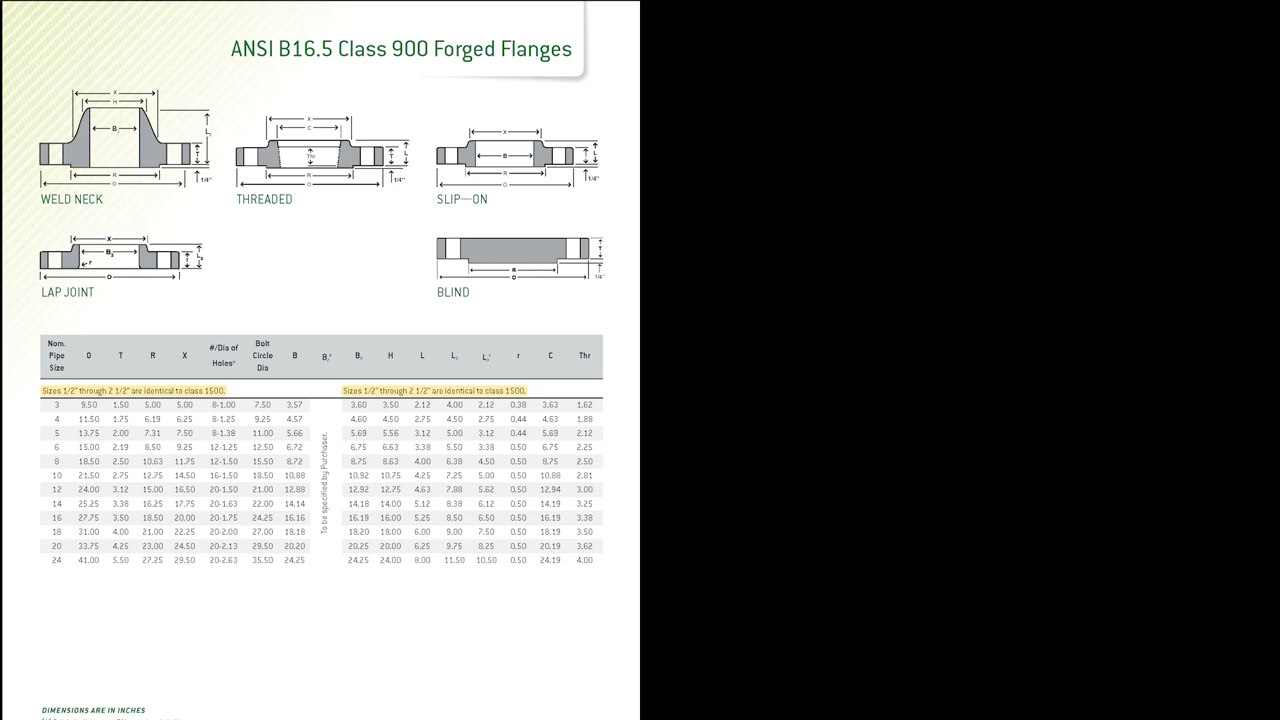 ANSI B16.5 Class 900 Forged Flanges
X
H
B₂
L₂
T
R
O
1/4"
WELD NECK
X
C
Thr
T
L
R
O
1/4"
THREADED
X
B
T
L
R
O
1/4"
SLIP—ON
X
B₃
r
T
L₃
O
LAP JOINT
T
R
O
1/4"
BLIND
Nom. Pipe Size O T R X #/Dia of Holes Bolt Circle Dia B B H L L L r C Thr
Sizes 1/2" through 2 1/2" are identical to class 1500. Sizes 1/2" through 2 1/2" are identical to class 1500.
3 9.50 1.50 5.00 5.00 8-1.00 7.50 3.57 3.60 3.50 2.12 4.00 2.12 0.38 3.63 1.62
4 11.50 1.75 6.19 6.25 8-1.25 9.25 4.57 4.60 4.50 2.75 4.50 2.75 0.44 4.63 1.88
5 13.75 2.00 7.31 7.50 8-1.38 11.00 5.66 5.69 5.56 3.12 5.00 3.12 0.44 5.69 2.12
6 15.00 2.19 8.50 9.25 12-1.25 12.50 6.72 6.75 6.63 3.38 5.50 3.38 0.50 6.75 2.25
8 18.50 2.50 10.63 11.75 12-1.50 15.50 8.72 8.75 8.63 4.00 6.38 4.50 0.50 8.75 2.50
10 21.50 2.75 12.75 14.50 16-1.50 18.50 10.88 10.92 10.75 4.25 7.25 5.00 0.50 10.88 2.81
12 24.00 3.12 15.00 16.50 20-1.50 21.00 12.88 12.92 12.75 4.63 7.88 5.62 0.50 12.94 3.00
14 25.25 3.38 16.25 17.75 20-1.63 22.00 14.14 14.18 14.00 5.12 8.38 6.12 0.50 14.19 3.25
16 27.75 3.50 18.50 20.00 20-1.75 24.25 16.16 16.19 16.00 5.25 8.50 6.50 0.50 16.19 3.38
18 31.00 4.00 21.00 22.25 20-2.00 27.00 18.18 18.20 18.00 6.00 9.00 7.50 0.50 18.19 3.50
20 33.75 4.25 23.00 24.50 20-2.13 29.50 20.20 20.25 20.00 6.25 9.75 8.25 0.50 20.19 3.62
24 41.00 5.50 27.25 29.50 20-2.63 35.50 24.25 24.25 24.00 8.00 11.50 10.50 0.50 24.19 4.00
To be specified by Purchaser.
DIMENSIONS ARE IN INCHES